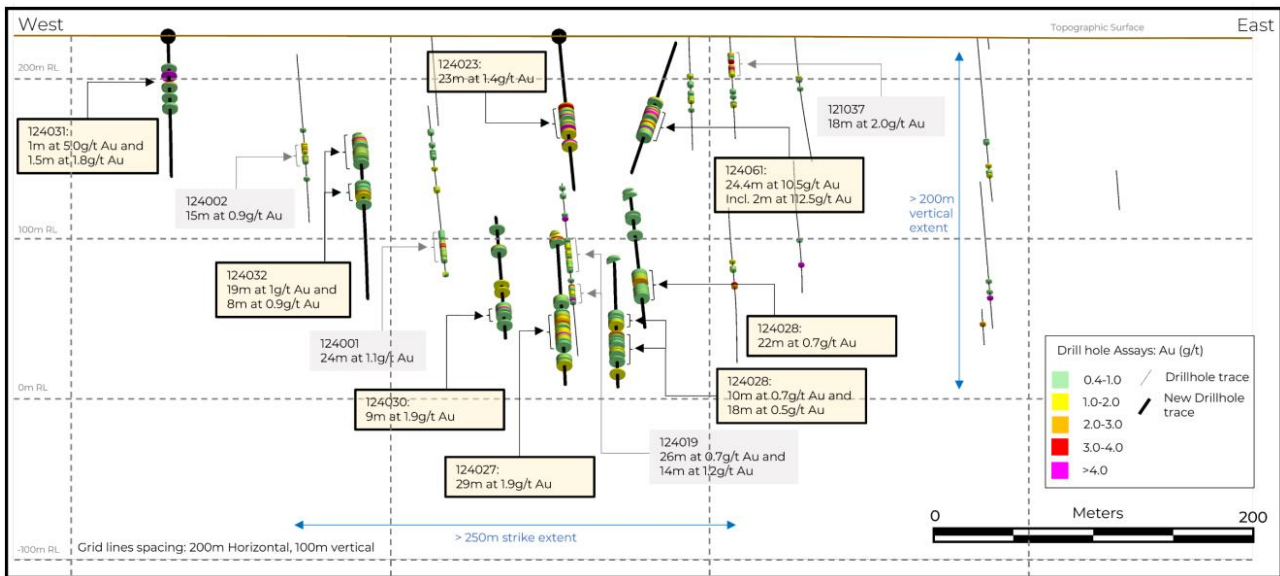 West
East
Topographic Surface
200m RL
100m RL
0m RL
-100m RL
124031:
1m at 5.0g/t Au and
1.5m at 1.8g/t Au
124002
15m at 0.9g/t Au
124032
19m at 1g/t Au and
8m at 0.9g/t Au
124001
24m at 1.1g/t Au
124030:
9m at 1.9g/t Au
124023:
23m at 1.4g/t Au
124027:
29m at 1.9g/t Au
124019
26m at 0.7g/t Au and
14m at 1.2g/t Au
124061:
24.4m at 10.5g/t Au
Incl. 2m at 112.5g/t Au
121037
18m at 2.0g/t Au
124028:
22m at 0.7g/t Au
124028:
10m at 0.7g/t Au and
18m at 0.5g/t Au
> 200m
vertical
extent
> 250m strike extent
Grid lines spacing: 200m Horizontal, 100m vertical
Drill hole Assays: Au (g/t)
0.4-1.0
1.0-2.0
2.0-3.0
3.0-4.0
>4.0
Drillhole trace
New Drillhole
trace
0
Meters
200